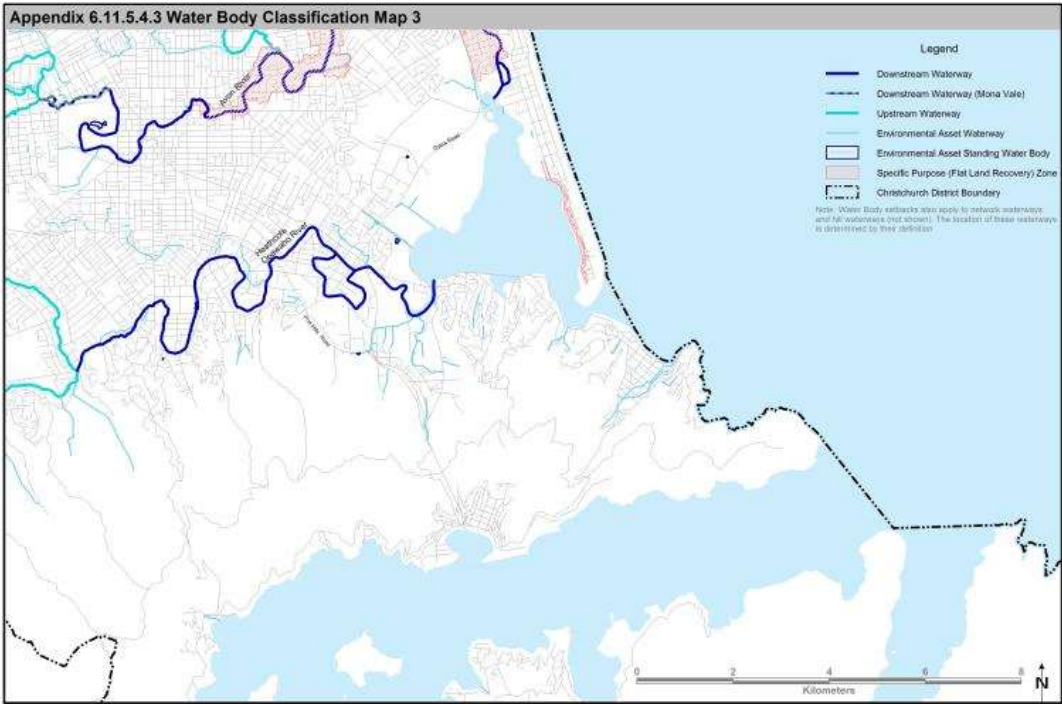 Appendix 6.11.5.4.3 Water Body Classification Map 3
Legend
Downstream Waterway
Downstream Waterway (Mona Vale)
Upstream Waterway
Environmental Asset Waterway
Environmental Asset Standing Water Body
Specific Purpose (Flat Land Recovery) Zone
Christchurch District Boundary
Note: Water Body setbacks also apply to network waterways
and hill waterways (not shown). The location of these waterways
is determined by their definition
Avon River
Heathcote
River
0 2 4 6 8
Kilometers
N